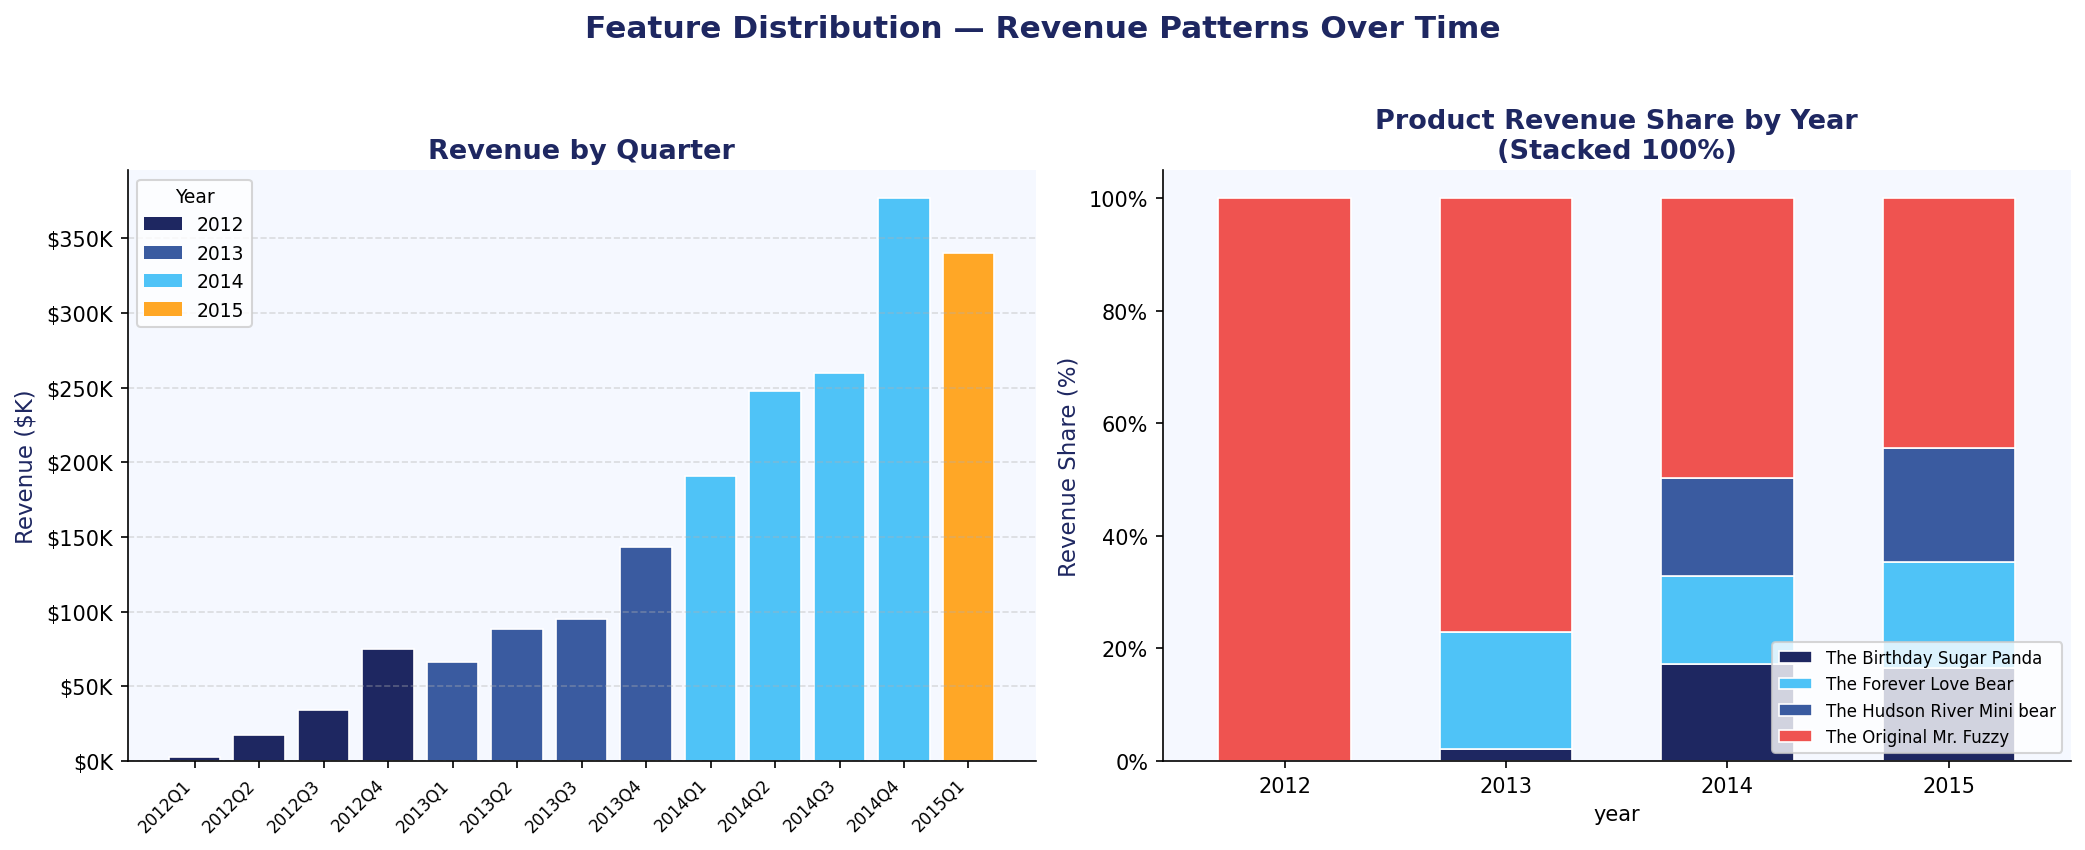 Feature Distribution — Revenue Patterns Over Time
Revenue by Quarter
Year
2012
2013
2014
2015
Revenue ($K)
$350K
$300K
$250K
$200K
$150K
$100K
$50K
$0K
2012Q1
2012Q2
2012Q3
2012Q4
2013Q1
2013Q2
2013Q3
2013Q4
2014Q1
2014Q2
2014Q3
2014Q4
2015Q1
Product Revenue Share by Year
(Stacked 100%)
Revenue Share (%)
100%
80%
60%
40%
20%
0%
The Birthday Sugar Panda
The Forever Love Bear
The Hudson River Mini bear
The Original Mr. Fuzzy
2012
2013
2014
2015
year